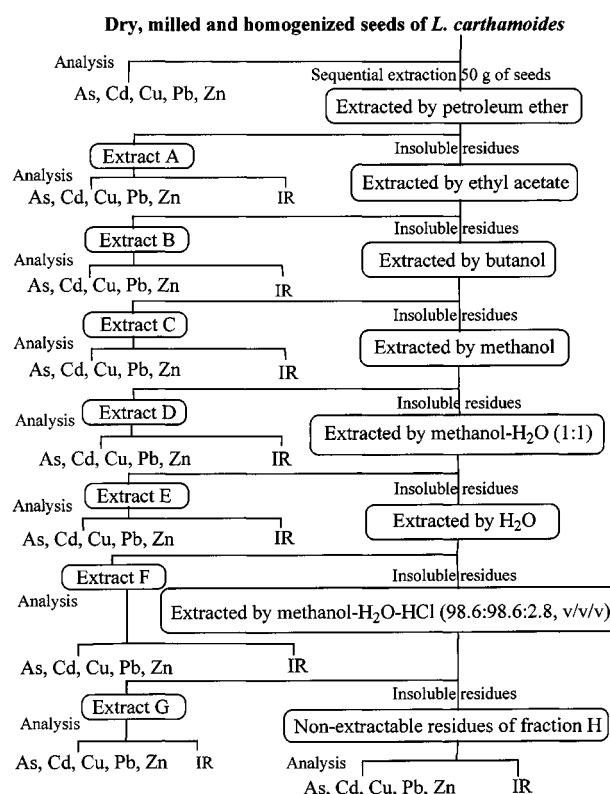 Dry, milled and homogenized seeds of L. carthamoides
Analysis
As, Cd, Cu, Pb, Zn
Sequential extraction 50 g of seeds
Extracted by petroleum ether
Extract A
Insoluble residues
Analysis
As, Cd, Cu, Pb, Zn
IR
Extracted by ethyl acetate
Extract B
Insoluble residues
Analysis
As, Cd, Cu, Pb, Zn
IR
Extracted by butanol
Extract C
Insoluble residues
Analysis
As, Cd, Cu, Pb, Zn
IR
Extracted by methanol
Extract D
Insoluble residues
Analysis
As, Cd, Cu, Pb, Zn
IR
Extracted by methanol-H₂O (1:1)
Extract E
Insoluble residues
Analysis
As, Cd, Cu, Pb, Zn
IR
Extracted by H₂O
Extract F
Insoluble residues
Analysis
Extracted by methanol-H₂O-HCl (98.6:98.6:2.8, v/v/v)
As, Cd, Cu, Pb, Zn
IR
Extract G
Insoluble residues
Analysis
As, Cd, Cu, Pb, Zn
IR
Non-extractable residues of fraction H
Analysis
As, Cd, Cu, Pb, Zn
IR